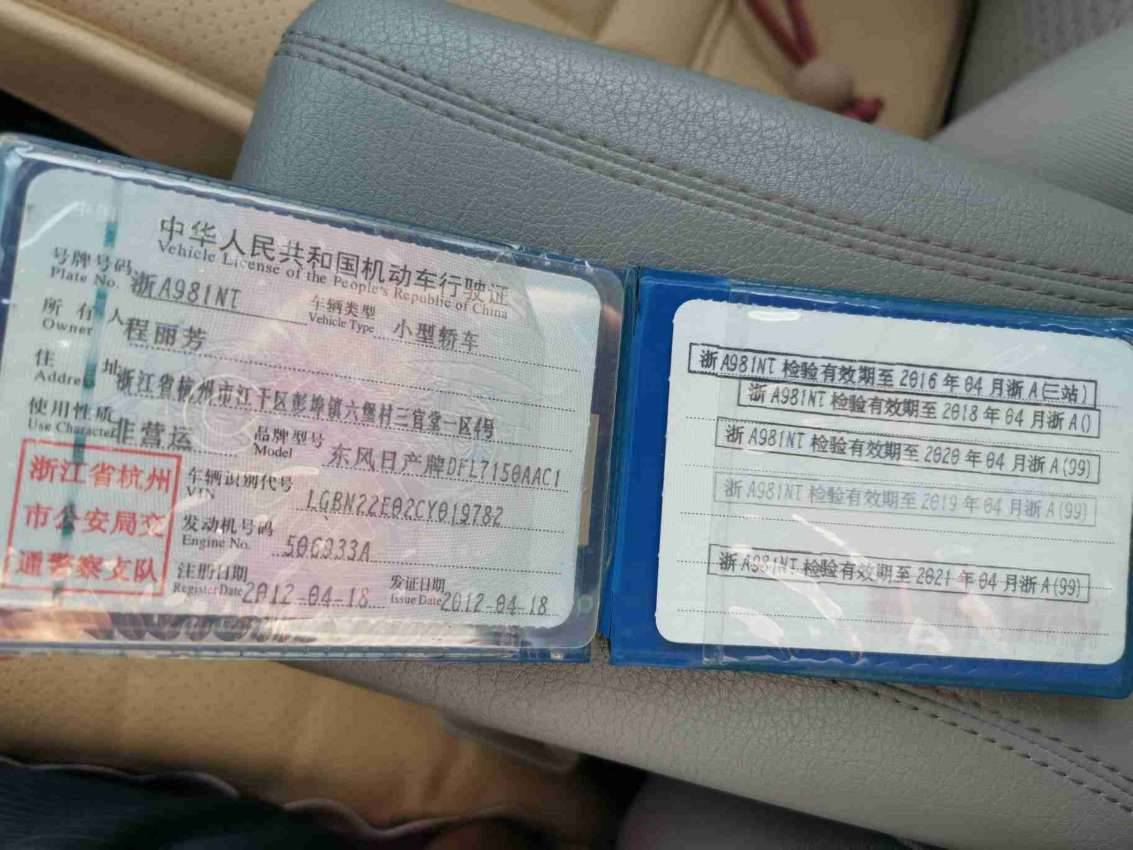 中华人民共和国机动车行驶证
Vehicle License of the People's Republic of China
号牌号码 浙A981NT 车辆类型 小型轿车
Plate No. Vehicle Type
所有人 程丽芳
Owner
住址 浙江省杭州市江干区彭埠镇六堡村三官堂一区4号
Address
使用性质 非营运 品牌型号 东风日产牌DFL7150AAC1
Use Character Model
浙江省杭州
市公安局交
通警察支队
车辆识别代号 LGBN22E02CY019782
VIN
发动机号码 506933A
Engine No.
注册日期 2012-04-18 发证日期 2012-04-18
Register Date Issue Date
浙A981NT 检验有效期至2016年04月浙A(三站)
浙A981NT 检验有效期至2018年04月浙A()
浙A981NT 检验有效期至2020年04月浙A(99)
浙A981NT 检验有效期至2019年04月浙A(99)
浙A981NT 检验有效期至2021年04月浙A(99)